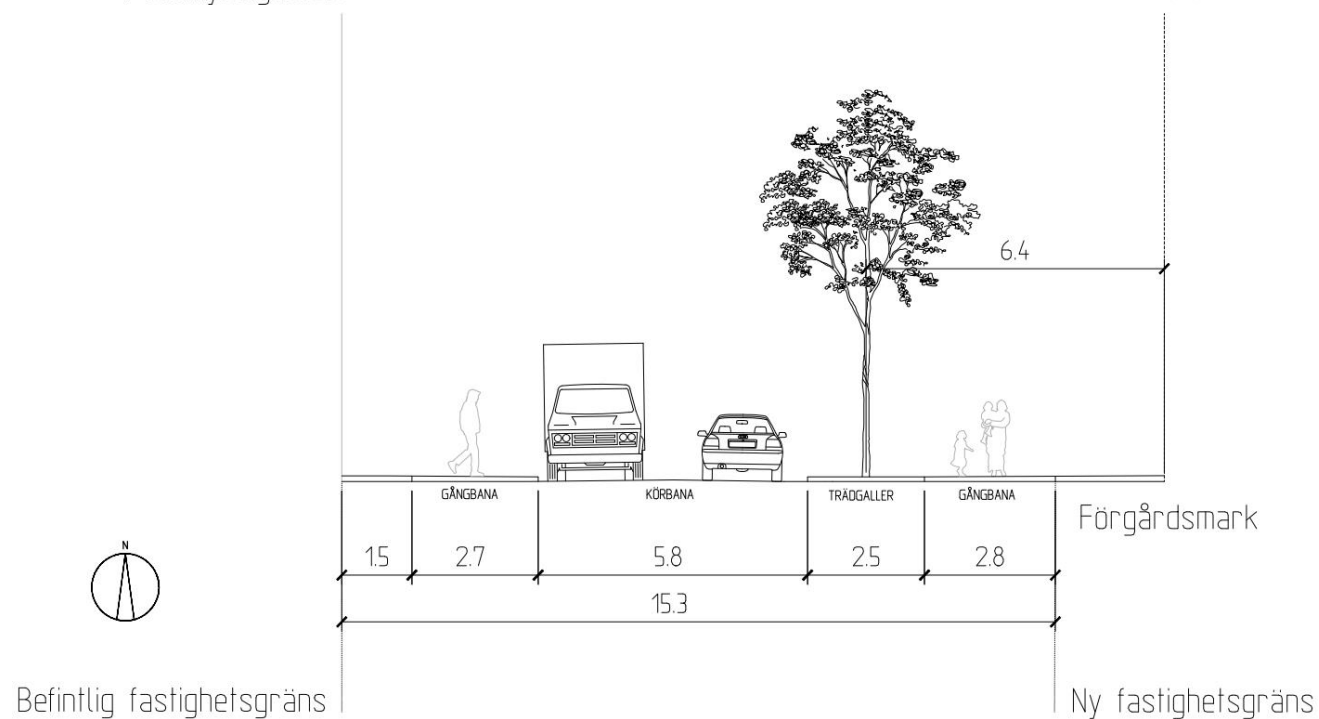 6.4
GÅNGBANA KÖRBANA TRÄDGALLER GÅNGBANA
Förgårdsmark
N
1.5 2.7 5.8 2.5 2.8
15.3
Befintlig fastighetsgräns
Ny fastighetsgräns